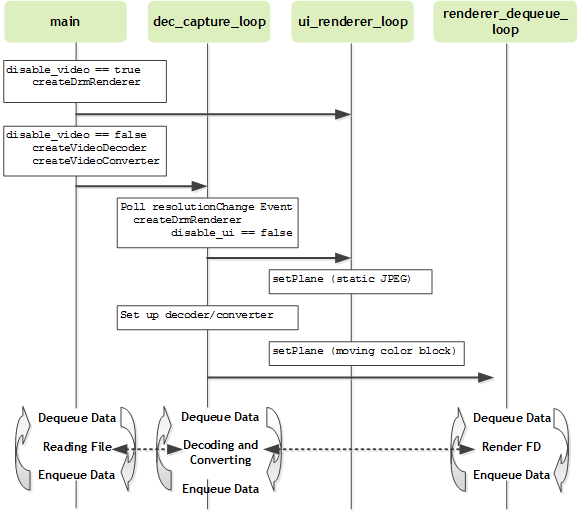 main
dec_capture_loop
ui_renderer_loop
renderer_dequeue_
loop
disable_video == true
createDrmRenderer
disable_video == false
createVideoDecoder
createVideoConverter
Poll resolutionChange Event
createDrmRenderer
disable_ui == false
setPlane (static JPEG)
Set up decoder/converter
setPlane (moving color block)
Dequeue Data
Reading File
Enqueue Data
Dequeue Data
Decoding and
Converting
Enqueue Data
Dequeue Data
Render FD
Enqueue Data